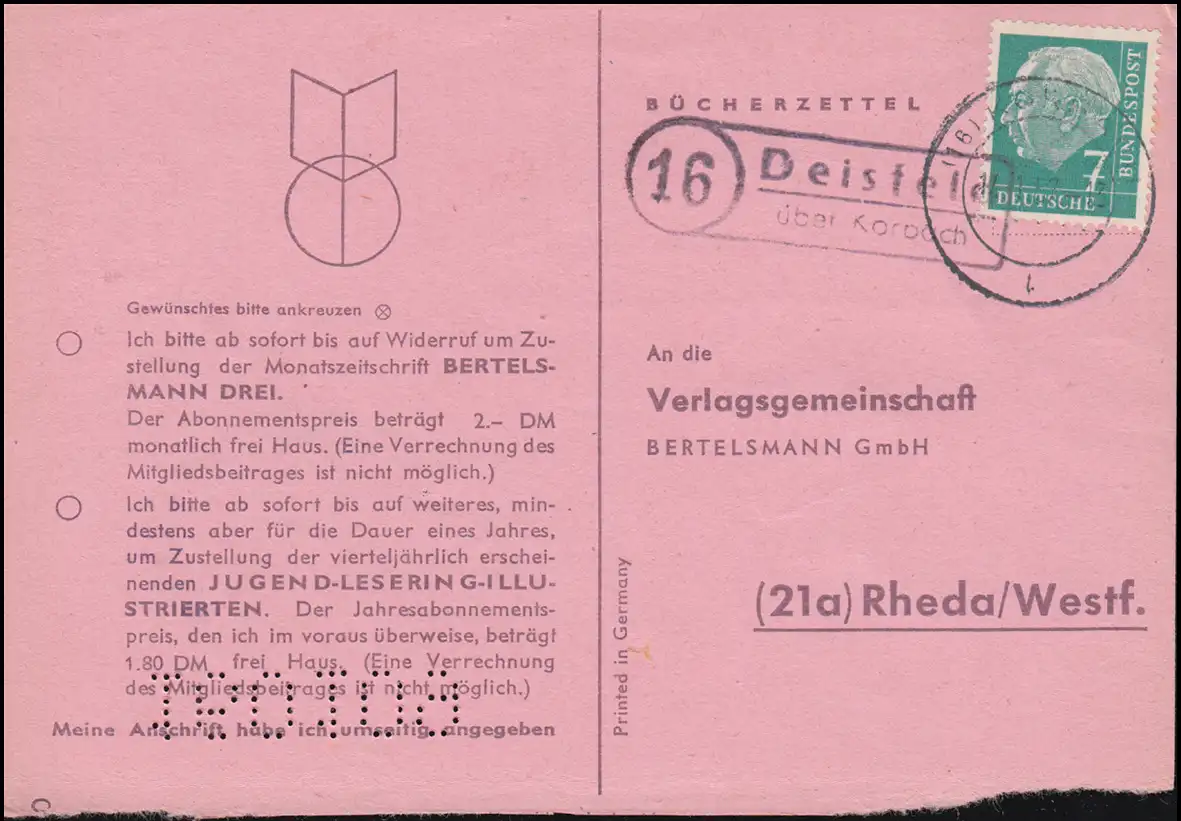 Gewünschtes bitte ankreuzen ⊗
Ich bitte ab sofort bis auf Widerruf um Zu-
stellung der Monatszeitschrift BERTELS-
MANN DREI.
Der Abonnementspreis beträgt 2.– DM
monatlich frei Haus. (Eine Verrechnung des
Mitgliedsbeitrages ist nicht möglich.)
Ich bitte ab sofort bis auf weiteres, min-
destens aber für die Dauer eines Jahres,
um Zustellung der vierteljährlich erschei-
nenden JUGEND-LESERING-ILLU-
STRIERTEN. Der Jahresabonnements-
preis, den ich im voraus überweise, beträgt
1.80 DM frei Haus. (Eine Verrechnung
des Mitgliedsbeitrages ist nicht möglich.)
Meine Anschrift habe ich umseitig angegeben
Printed in Germany
BÜCHERZETTEL
16 Deisfeld
über Korbach
BUNDESPOST
7
DEUTSCHE
An die
Verlagsgemeinschaft
BERTELSMANN GmbH
(21a) Rheda/Westf.